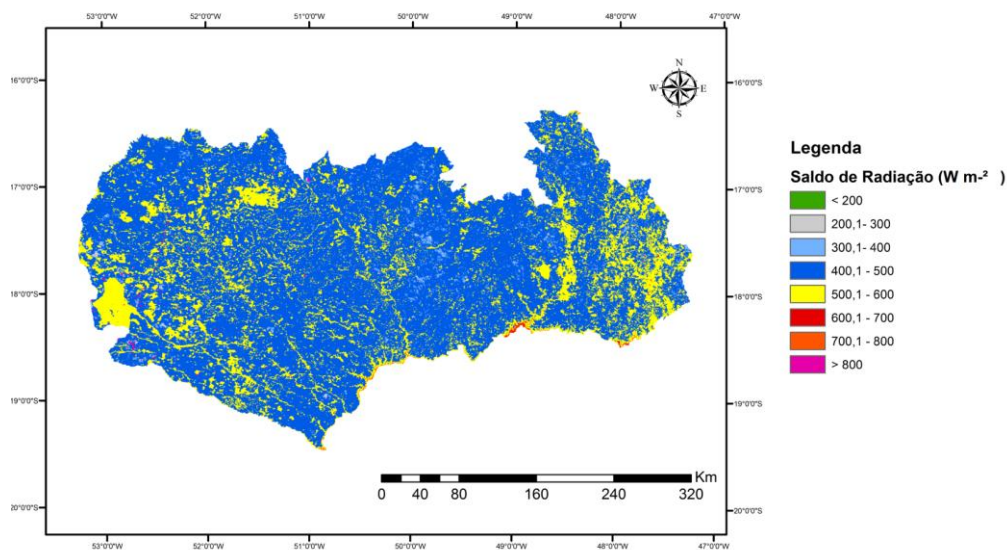 53°0'0"W 52°0'0"W 51°0'0"W 50°0'0"W 49°0'0"W 48°0'0"W 47°0'0"W
16°0'0"S 16°0'0"S
N
W E
S
17°0'0"S 17°0'0"S
18°0'0"S 18°0'0"S
19°0'0"S 19°0'0"S
20°0'0"S 20°0'0"S
Km
0 40 80 160 240 320
53°0'0"W 52°0'0"W 51°0'0"W 50°0'0"W 49°0'0"W 48°0'0"W 47°0'0"W
Legenda
Saldo de Radiação (W m-² )
< 200
200,1- 300
300,1- 400
400,1 - 500
500,1 - 600
600,1 - 700
700,1 - 800
> 800